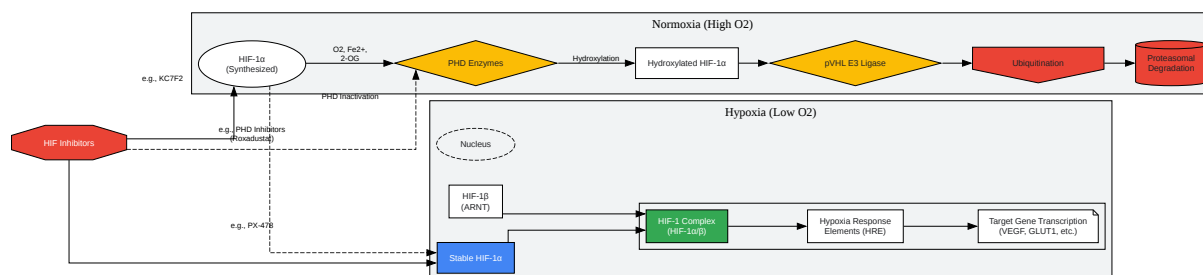 Normoxia (High O2)
HIF-1α
(Synthesized)
O2, Fe2+,
2-OG
PHD Enzymes
Hydroxylation
Hydroxylated HIF-1α
pVHL E3 Ligase
Ubiquitination
Proteasomal
Degradation
e.g., KC7F2
PHD Inactivation
Hypoxia (Low O2)
HIF Inhibitors
e.g., PHD Inhibitors
(Roxadustat)
Nucleus
HIF-1β
(ARNT)
HIF-1 Complex
(HIF-1α/β)
Hypoxia Response
Elements (HRE)
Target Gene Transcription
(VEGF, GLUT1, etc.)
e.g., PX-478
Stable HIF-1α